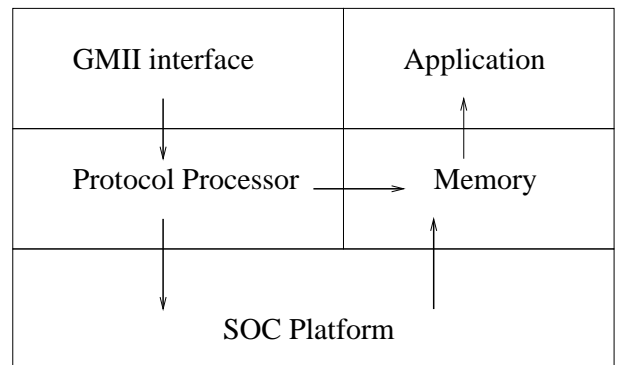 GMII interface
Application
Protocol Processor
Memory
SOC Platform